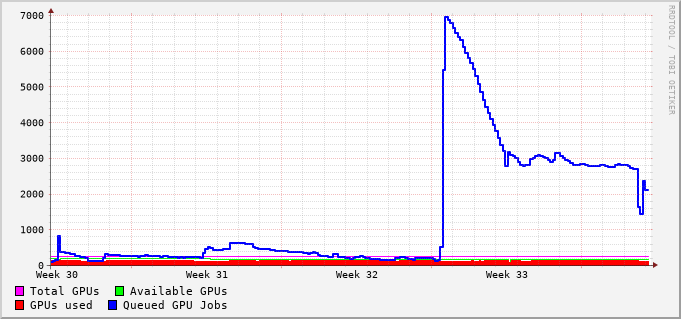 7000
6000
5000
4000
3000
2000
1000
0
Week 30 Week 31 Week 32 Week 33
Total GPUs Available GPUs
GPUs used Queued GPU Jobs
RRDTOOL / TOBI OETIKER